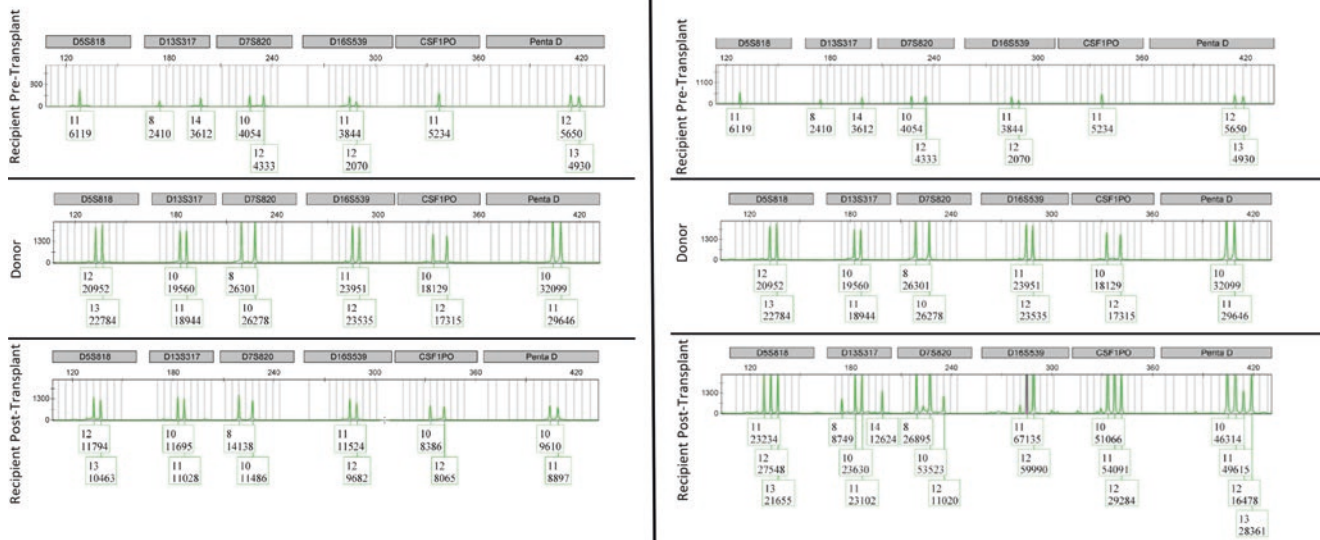 Recipient Pre-Transplant
D5S818 D13S317 D7S820 D16S539 CSF1PO Penta D
120 180 240 300 360 420
900
0
11 8 14 10 11 11 12
6119 2410 3612 4054 3844 5234 5650
12 12 13
4333 2070 4930
Donor
D5S818 D13S317 D7S820 D16S539 CSF1PO Penta D
120 180 240 300 360 420
1300
0
12 10 8 11 10 10
20952 19560 26301 23951 18129 32099
13 11 10 12 12 11
22784 18944 26278 23535 17315 29646
Recipient Post-Transplant
D5S818 D13S317 D7S820 D16S539 CSF1PO Penta D
120 180 240 300 360 420
1300
0
12 10 8 11 10 10
11794 11695 14138 11524 8386 9610
13 11 10 12 12 11
10463 11028 11486 9682 8065 8897
Recipient Pre-Transplant
D5S818 D13S317 D7S820 D16S539 CSF1PO Penta D
120 180 240 300 360 420
1100
0
11 8 14 10 11 11 12
6119 2410 3612 4054 3844 5234 5650
12 12 13
4333 2070 4930
Donor
D5S818 D13S317 D7S820 D16S539 CSF1PO Penta D
120 180 240 300 360 420
1300
0
12 10 8 11 10 10
20952 19560 26301 23951 18129 32099
13 11 10 12 12 11
22784 18944 26278 23535 17315 29646
Recipient Post-Transplant
D5S818 D13S317 D7S820 D16S539 CSF1PO Penta D
120 180 240 300 360 420
1300
0
11 8 14 8 11 10 10
23234 8749 12624 26895 67135 51066 46314
12 10 10 12 11 11
27548 23630 53523 59990 54091 49615
13 11 12 12 12
21655 23102 11020 29284 16478
13
28361